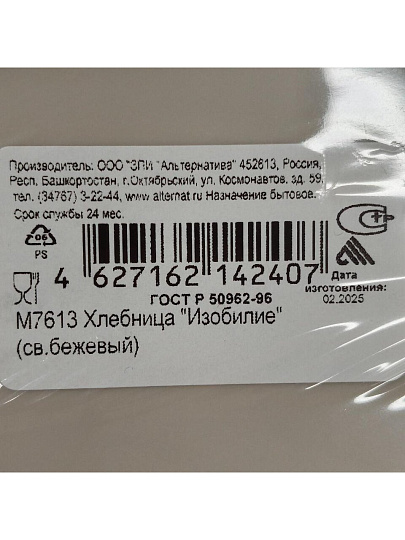 Производитель: ООО "ЗПИ "Альтернатива" 452613, Россия,
Респ. Башкортостан, г.Октябрьский, ул. Космонавтов, зд. 59,
тел. (34767) 3-22-44, www.alternat.ru Назначение бытовое.
Срок службы 24 мес.
06
PS
4 627162 142407
Дата
изготовления:
02.2025
ГОСТ Р 50962-96
М7613 Хлебница "Изобилие"
(св.бежевый)